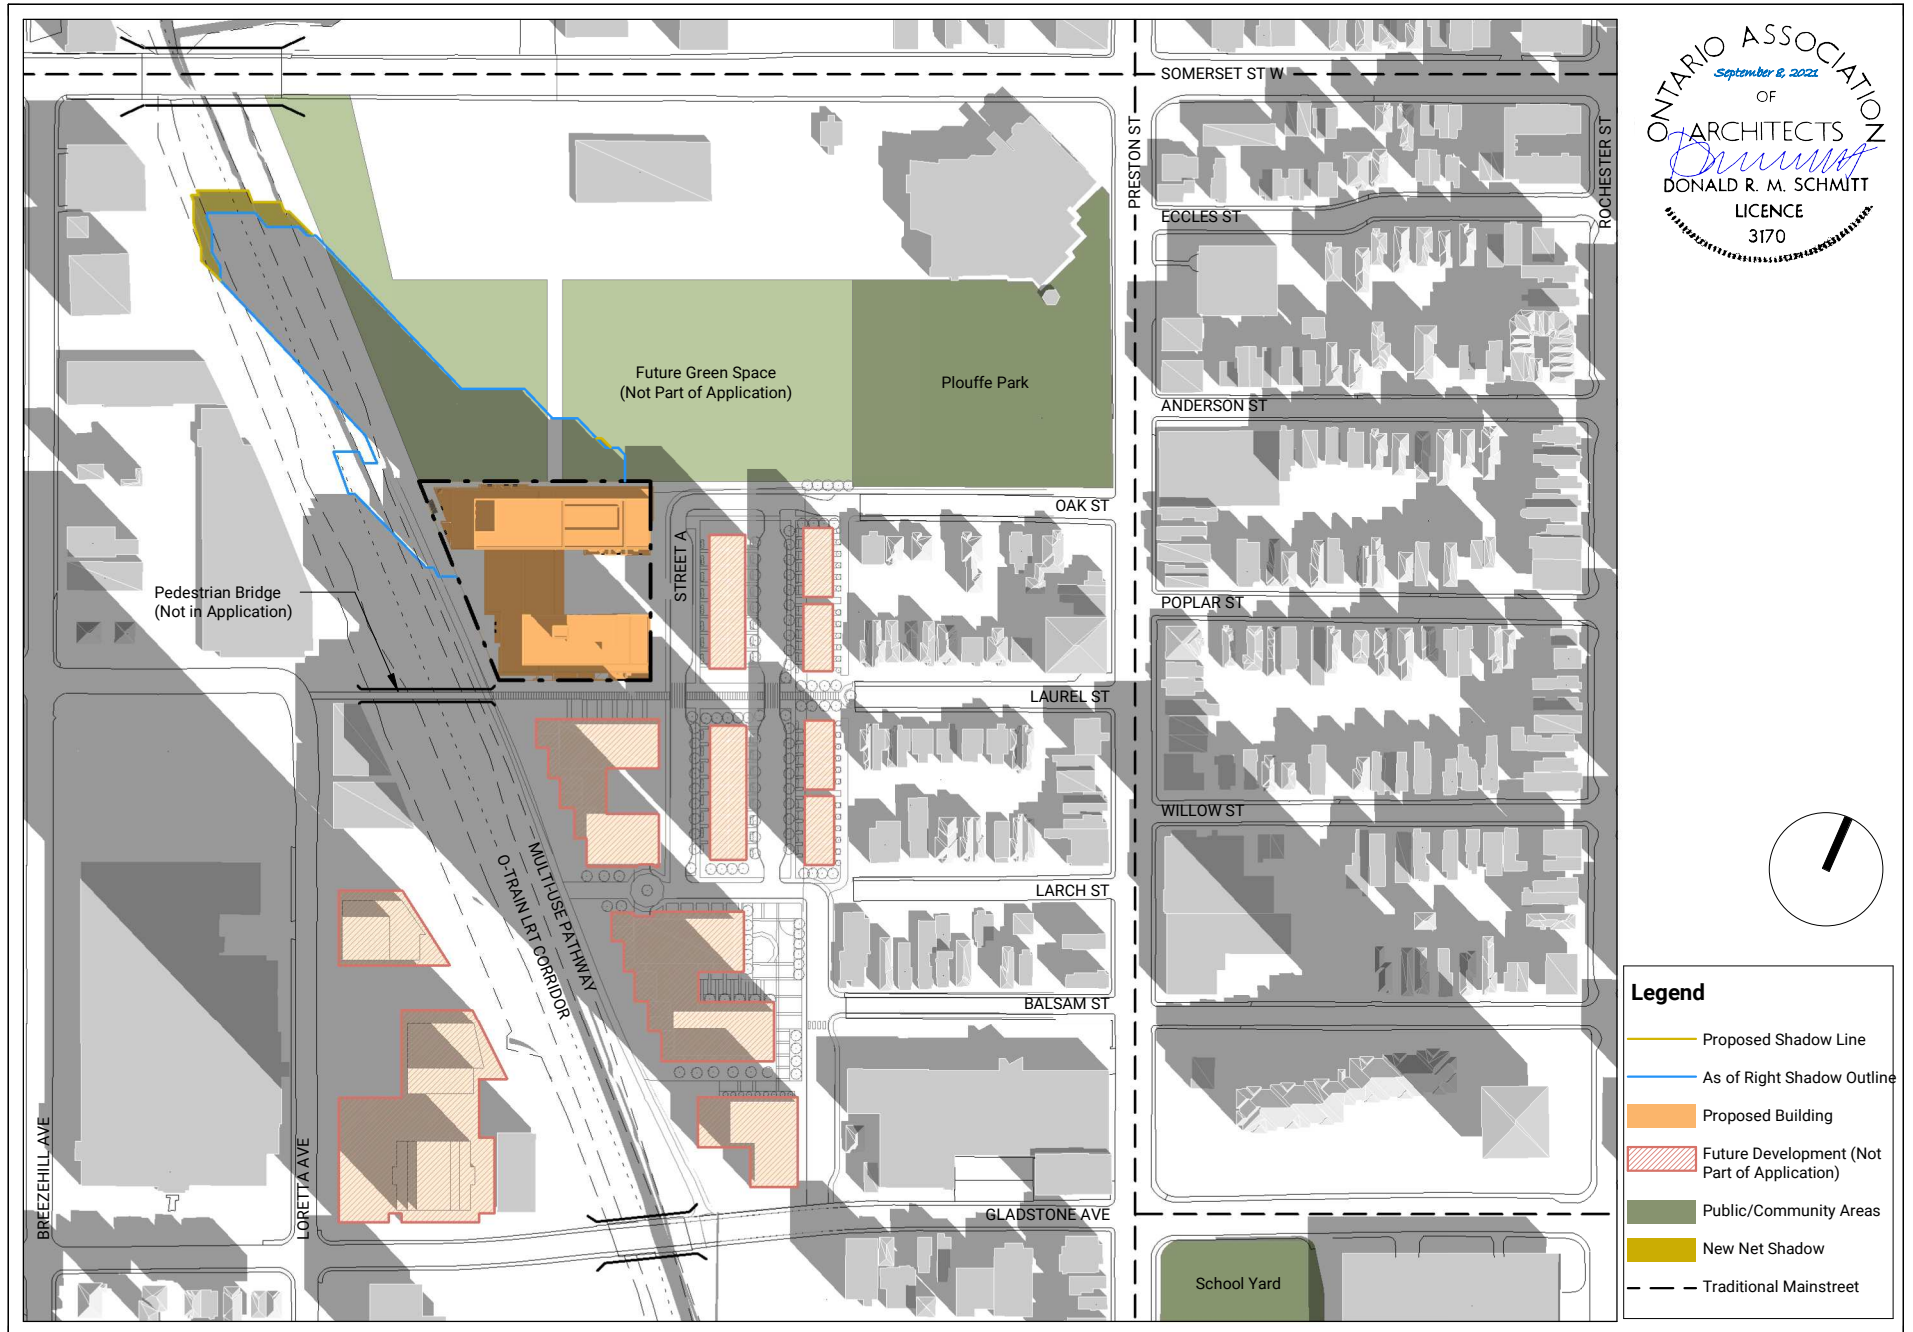 SOMERSET ST W
PRESTON ST
ROCHESTER ST
ECCLES ST
Future Green Space
(Not Part of Application)
Plouffe Park
ANDERSON ST
OAK ST
STREET A
Pedestrian Bridge
(Not in Application)
POPLAR ST
LAUREL ST
WILLOW ST
MULTI-USE PATHWAY
O-TRAIN LRT CORRIDOR
LARCH ST
BALSAM ST
BREEZEHILL AVE
LORETTA AVE
GLADSTONE AVE
School Yard
ONTARIO ASSOCIATION
September 8, 2021
OF
ARCHITECTS
DONALD R. M. SCHMITT
LICENCE
3170
Legend
Proposed Shadow Line
As of Right Shadow Outline
Proposed Building
Future Development (Not
Part of Application)
Public/Community Areas
New Net Shadow
Traditional Mainstreet